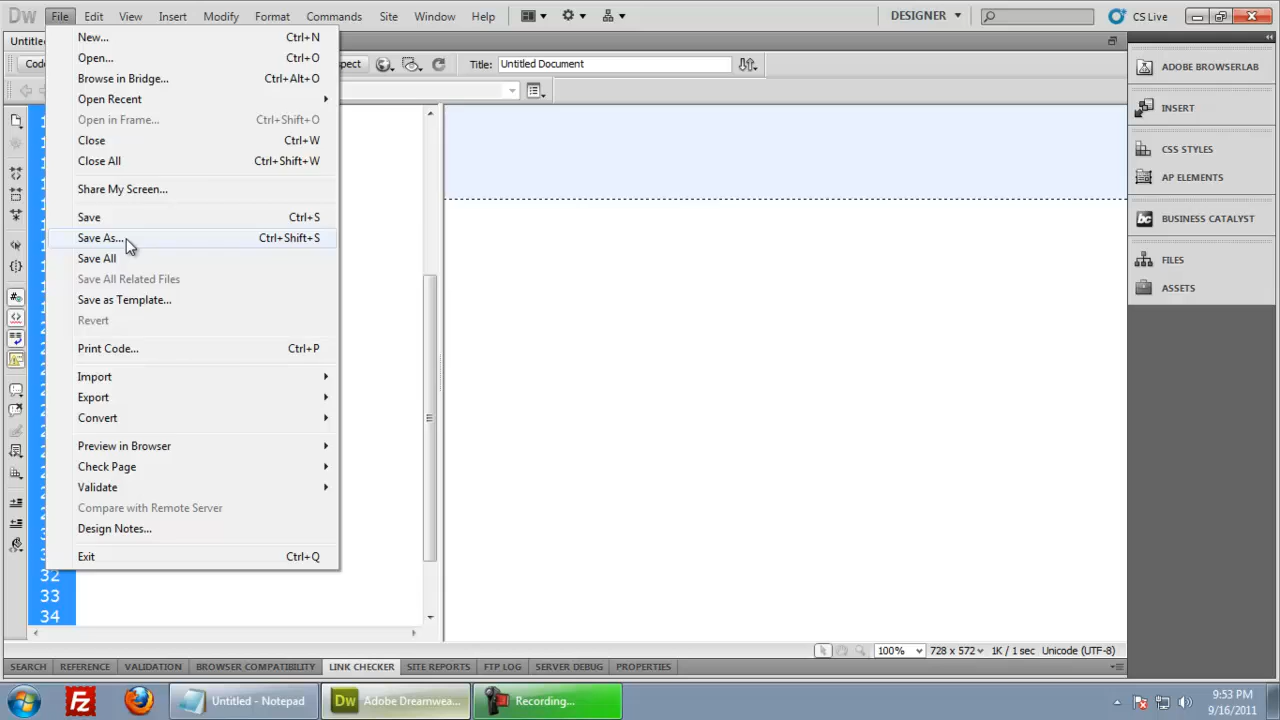 Dw File Edit View Insert Modify Format Commands Site Window Help DESIGNER CS Live
Untitle
Cod
spect
Title: Untitled Document
New... Ctrl+N
Open... Ctrl+O
Browse in Bridge... Ctrl+Alt+O
Open Recent
Open in Frame... Ctrl+Shift+O
Close Ctrl+W
Close All Ctrl+Shift+W
Share My Screen...
Save Ctrl+S
Save As... Ctrl+Shift+S
Save All
Save All Related Files
Save as Template...
Revert
Print Code... Ctrl+P
Import
Export
Convert
Preview in Browser
Check Page
Validate
Compare with Remote Server
Design Notes...
Exit Ctrl+Q
32
33
34
ADOBE BROWSERLAB
INSERT
CSS STYLES
AP ELEMENTS
bc BUSINESS CATALYST
FILES
ASSETS
100% 728 x 572 1K / 1 sec Unicode (UTF-8)
SEARCH REFERENCE VALIDATION BROWSER COMPATIBILITY LINK CHECKER SITE REPORTS FTP LOG SERVER DEBUG PROPERTIES
Fz Untitled - Notepad Dw Adobe Dreamwea... Recording...
9:53 PM
9/16/2011